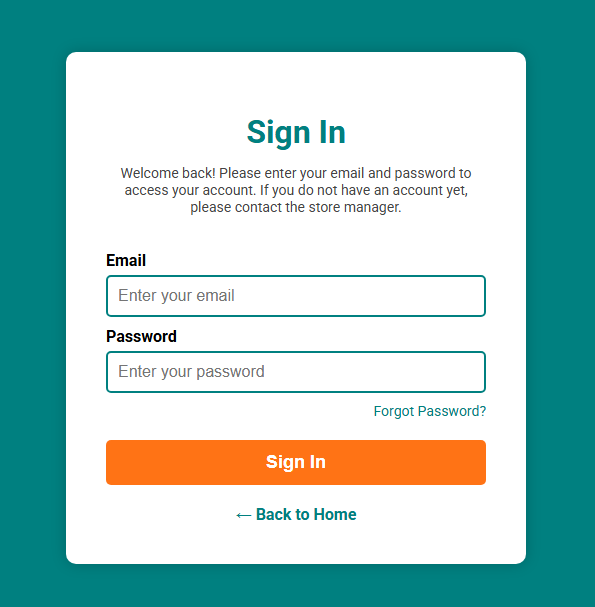 Sign In
Welcome back! Please enter your email and password to
access your account. If you do not have an account yet,
please contact the store manager.
Email
Enter your email
Password
Enter your password
Forgot Password?
Sign In
← Back to Home